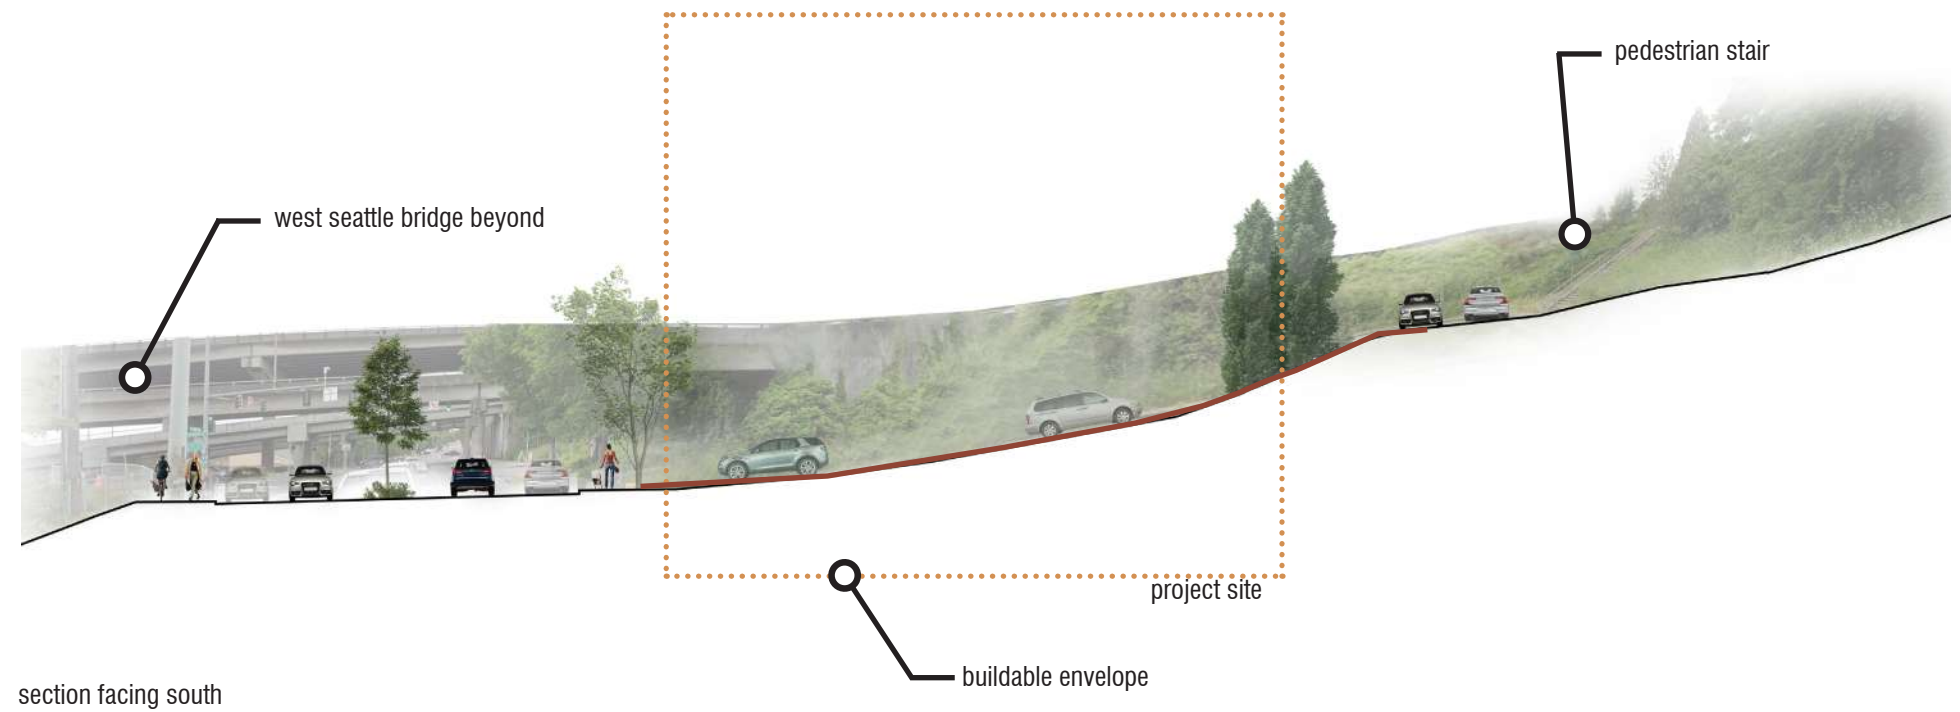 pedestrian stair
west seattle bridge beyond
project site
buildable envelope
section facing south